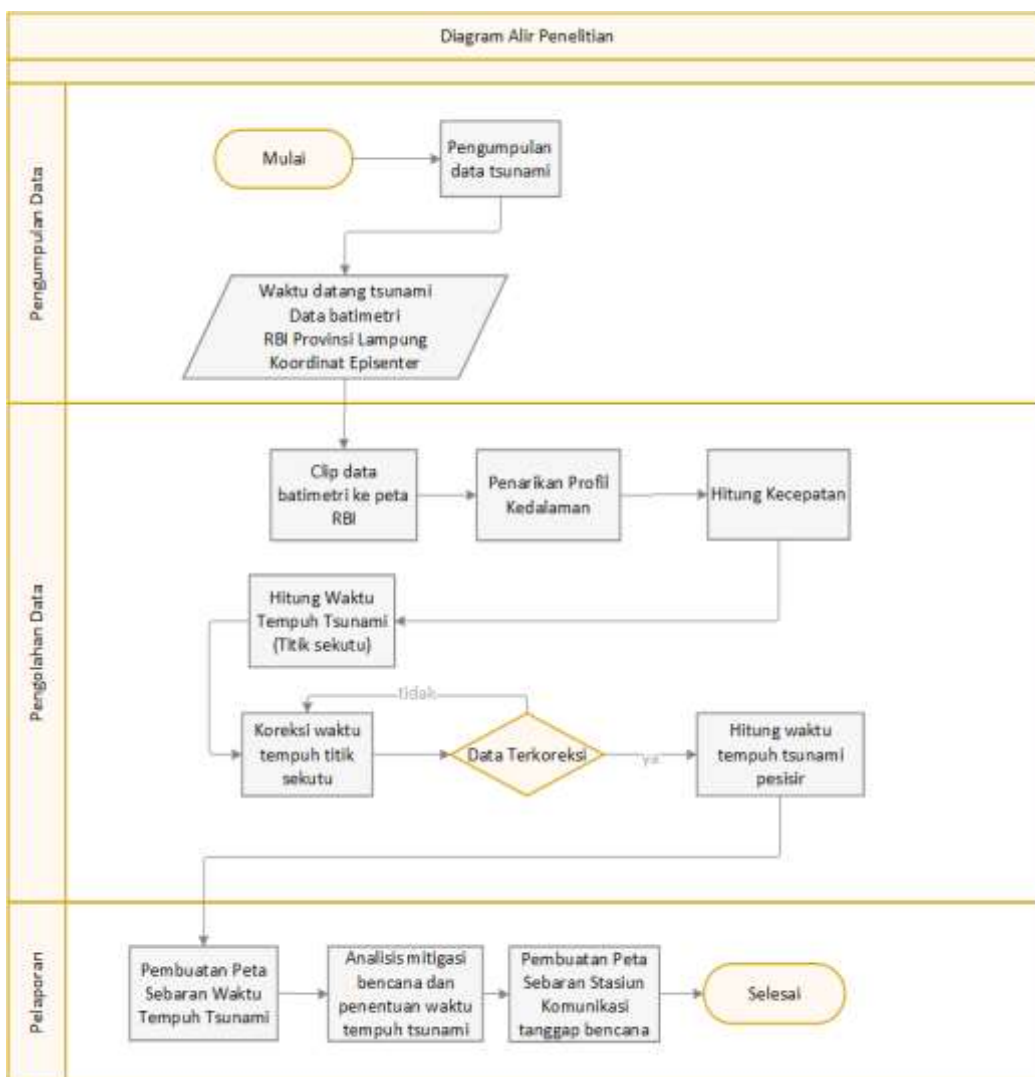 Diagram Alir Penelitian
Pengumpulan Data
Mulai
Pengumpulan
data tsunami
Waktu datang tsunami
Data batimetri
RBI Provinsi Lampung
Koordinat Episenter
Pengolahan Data
Clip data
batimetri ke peta
RBI
Penarikan Profil
Kedalaman
Hitung Kecepatan
Hitung Waktu
Tempuh Tsunami
(Titik sekutu)
tidak
Koreksi waktu
tempuh titik
sekutu
Data Terkoreksi
ya
Hitung waktu
tempuh tsunami
pesisir
Pelaporan
Pembuatan Peta
Sebaran Waktu
Tempuh Tsunami
Analisis mitigasi
bencana dan
penentuan waktu
tempuh tsunami
Pembuatan Peta
Sebaran Stasiun
Komunikasi
tanggap bencana
Selesai